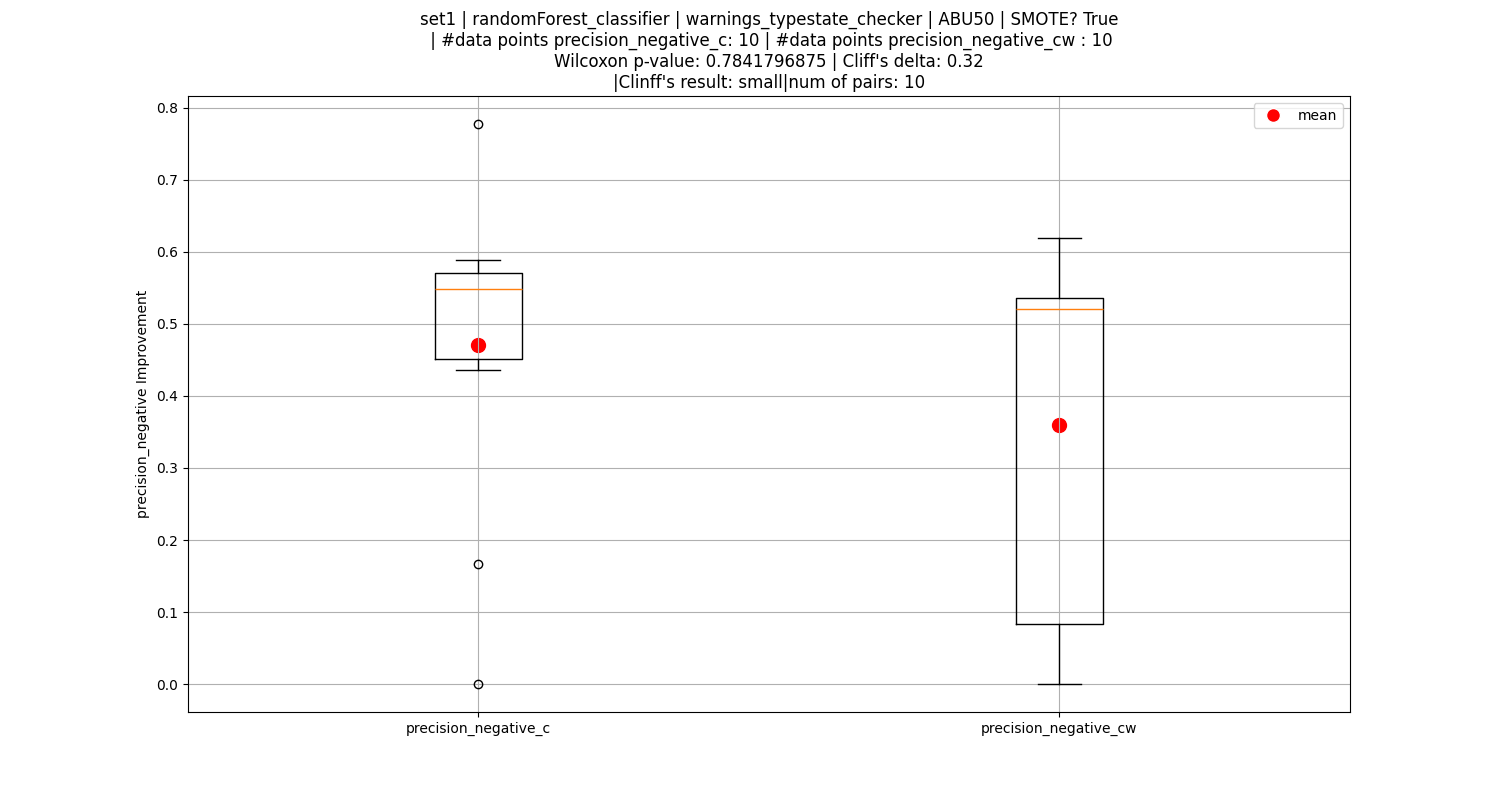 set1 | randomForest_classifier | warnings_typestate_checker | ABU50 | SMOTE? True
| #data points precision_negative_c: 10 | #data points precision_negative_cw : 10
Wilcoxon p-value: 0.7841796875 | Cliff's delta: 0.32
|Clinff's result: small|num of pairs: 10
mean
0.8
0.7
0.6
0.5
0.4
0.3
0.2
0.1
0.0
precision_negative Improvement
precision_negative_c
precision_negative_cw